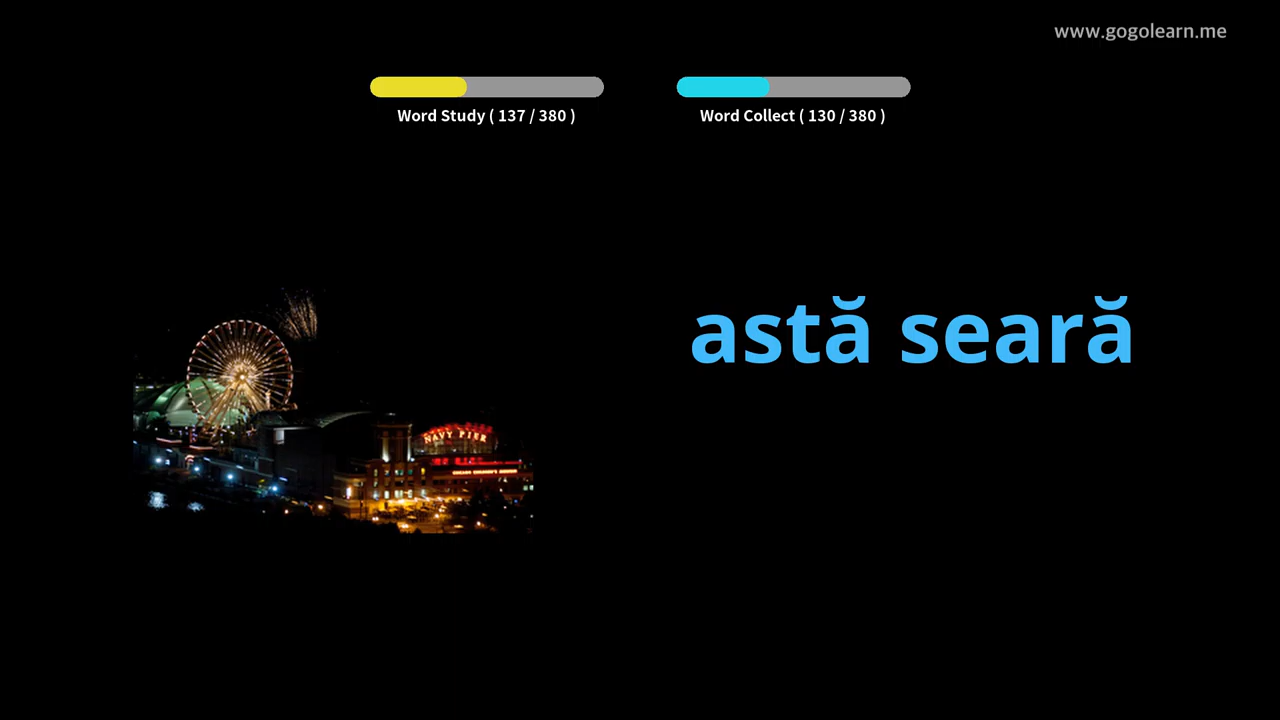 www.gogolearn.me
Word Study ( 137 / 380 )
Word Collect ( 130 / 380 )
astă seară
NAVY PIER